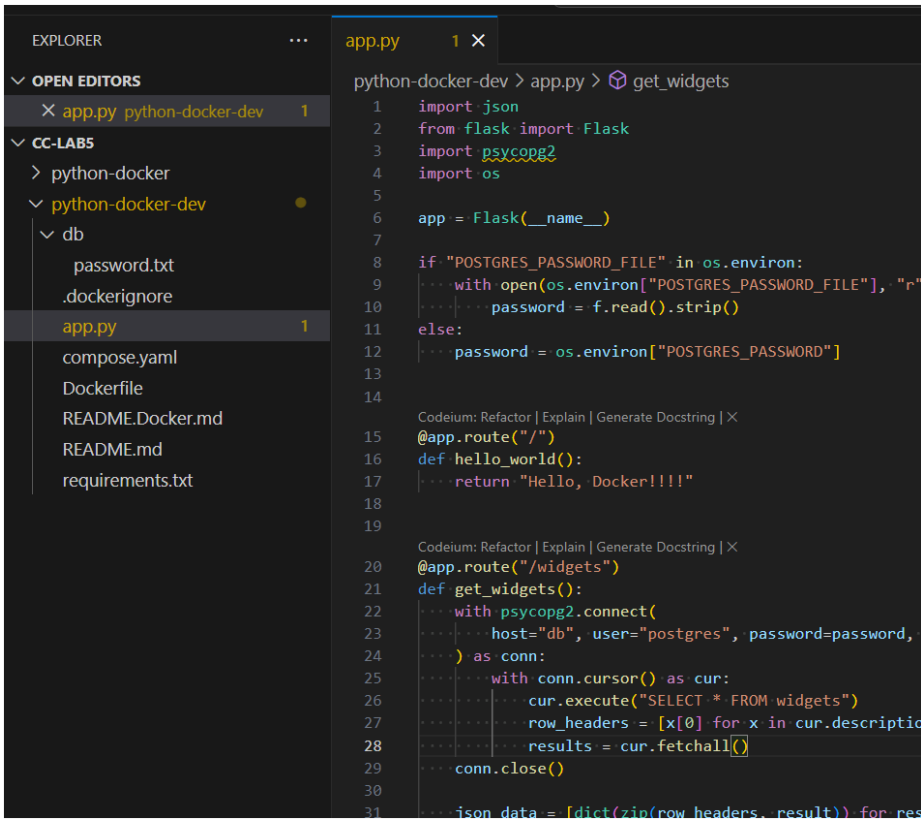 EXPLORER
...
OPEN EDITORS
app.py python-docker-dev 1
CC-LAB5
python-docker
python-docker-dev
db
password.txt
.dockerignore
app.py 1
compose.yaml
Dockerfile
README.Docker.md
README.md
requirements.txt
app.py 1
python-docker-dev > app.py > get_widgets
1 import json
2 from flask import Flask
3 import psycopg2
4 import os
5
6 app = Flask(__name__)
7
8 if "POSTGRES_PASSWORD_FILE" in os.environ:
9 with open(os.environ["POSTGRES_PASSWORD_FILE"], "r"
10 password = f.read().strip()
11 else:
12 password = os.environ["POSTGRES_PASSWORD"]
13
14
Codeium: Refactor | Explain | Generate Docstring | ×
15 @app.route("/")
16 def hello_world():
17 return "Hello, Docker!!!!"
18
19
Codeium: Refactor | Explain | Generate Docstring | ×
20 @app.route("/widgets")
21 def get_widgets():
22 with psycopg2.connect(
23 host="db", user="postgres", password=password,
24 ) as conn:
25 with conn.cursor() as cur:
26 cur.execute("SELECT * FROM widgets")
27 row_headers = [x[0] for x in cur.descriptio
28 results = cur.fetchall()
29 conn.close()
30
31 json_data = [dict(zip(row_headers, result)) for res